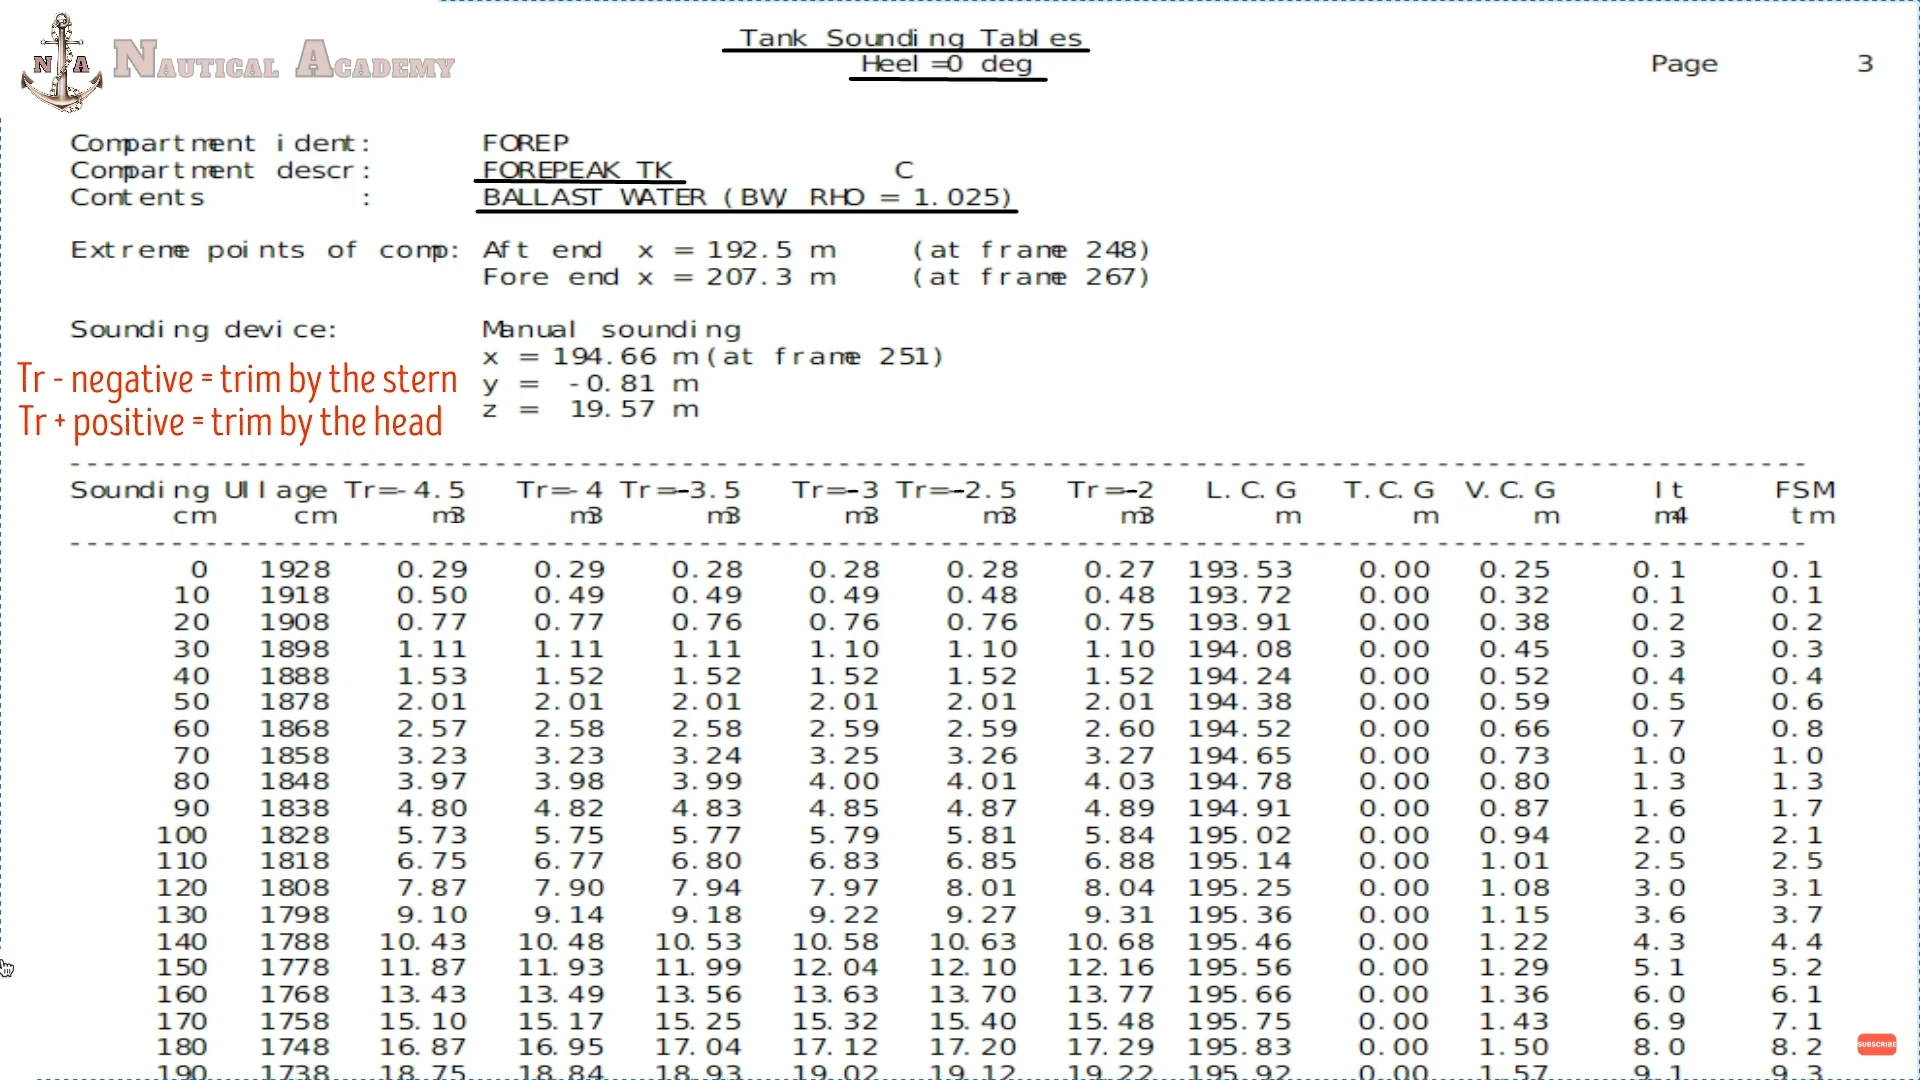 NA NAUTICAL ACADEMY
Tank Sounding Tables
Heel =0 deg
Page 3
Compartment ident: FOREP
Compartment descr: FOREPEAK TK C
Contents : BALLAST WATER (BW, RHO = 1.025)
Extreme points of comp: Aft end x = 192.5 m (at frame 248)
Fore end x = 207.3 m (at frame 267)
Sounding device: Manual sounding
x = 194.66 m (at frame 251)
Tr - negative = trim by the stern
y = -0.81 m
Tr + positive = trim by the head
z = 19.57 m
Sounding Ullage Tr=-4.5 Tr=-4 Tr=-3.5 Tr=-3 Tr=-2.5 Tr=-2 L.C.G T.C.G V.C.G It FSM
cm cm m3 m3 m3 m3 m3 m3 m m m m4 tm
0 1928 0.29 0.29 0.28 0.28 0.28 0.27 193.53 0.00 0.25 0.1 0.1
10 1918 0.50 0.49 0.49 0.49 0.48 0.48 193.72 0.00 0.32 0.1 0.1
20 1908 0.77 0.77 0.76 0.76 0.76 0.75 193.91 0.00 0.38 0.2 0.2
30 1898 1.11 1.11 1.11 1.10 1.10 1.10 194.08 0.00 0.45 0.3 0.3
40 1888 1.53 1.52 1.52 1.52 1.52 1.52 194.24 0.00 0.52 0.4 0.4
50 1878 2.01 2.01 2.01 2.01 2.01 2.01 194.38 0.00 0.59 0.5 0.6
60 1868 2.57 2.58 2.58 2.59 2.59 2.60 194.52 0.00 0.66 0.7 0.8
70 1858 3.23 3.23 3.24 3.25 3.26 3.27 194.65 0.00 0.73 1.0 1.0
80 1848 3.97 3.98 3.99 4.00 4.01 4.03 194.78 0.00 0.80 1.3 1.3
90 1838 4.80 4.82 4.83 4.85 4.87 4.89 194.91 0.00 0.87 1.6 1.7
100 1828 5.73 5.75 5.77 5.79 5.81 5.84 195.02 0.00 0.94 2.0 2.1
110 1818 6.75 6.77 6.80 6.83 6.85 6.88 195.14 0.00 1.01 2.5 2.5
120 1808 7.87 7.90 7.94 7.97 8.01 8.04 195.25 0.00 1.08 3.0 3.1
130 1798 9.10 9.14 9.18 9.22 9.27 9.31 195.36 0.00 1.15 3.6 3.7
140 1788 10.43 10.48 10.53 10.58 10.63 10.68 195.46 0.00 1.22 4.3 4.4
150 1778 11.87 11.93 11.99 12.04 12.10 12.16 195.56 0.00 1.29 5.1 5.2
160 1768 13.43 13.49 13.56 13.63 13.70 13.77 195.66 0.00 1.36 6.0 6.1
170 1758 15.10 15.17 15.25 15.32 15.40 15.48 195.75 0.00 1.43 6.9 7.1
180 1748 16.87 16.95 17.04 17.12 17.20 17.29 195.83 0.00 1.50 8.0 8.2
190 1738 18.75 18.84 18.93 19.02 19.12 19.22 195.92 0.00 1.57 9.1 9.3
SUBSCRIBE